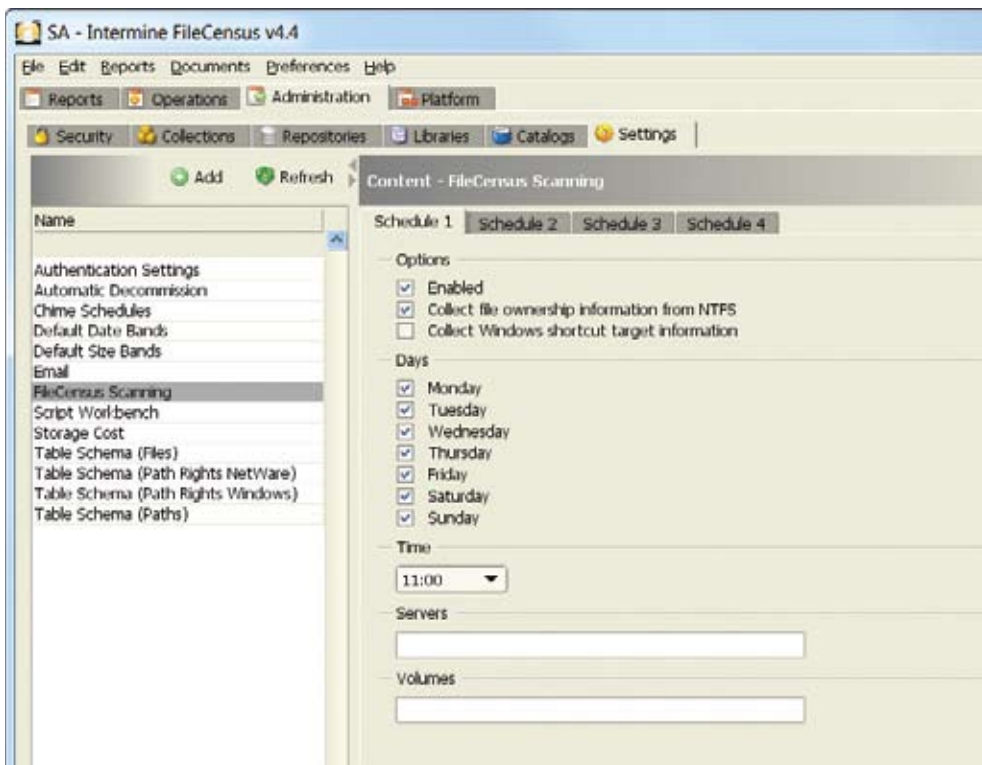 SA - Intermine FileCensus v4.4
File Edit Reports Documents Preferences Help
Reports Operations Administration Platform
Security Collections Repositories Libraries Catalogs Settings
Add Refresh
Content - FileCensus Scanning
Name
Authentication Settings
Automatic Decommission
Chime Schedules
Default Date Bands
Default Size Bands
Email
FileCensus Scanning
Script Workbench
Storage Cost
Table Schema (Files)
Table Schema (Path Rights NetWare)
Table Schema (Path Rights Windows)
Table Schema (Paths)
Schedule 1 Schedule 2 Schedule 3 Schedule 4
Options
Enabled
Collect file ownership information from NTFS
Collect Windows shortcut target information
Days
Monday
Tuesday
Wednesday
Thursday
Friday
Saturday
Sunday
Time
11:00
Servers
Volumes